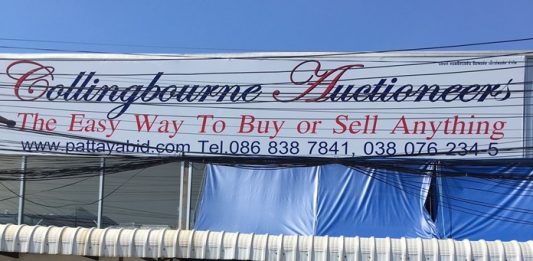 Collingbourne Auctioneers
The Easy Way To Buy or Sell Anything
www.pattayabid.com Tel.086 838 7841, 038 076 234-5